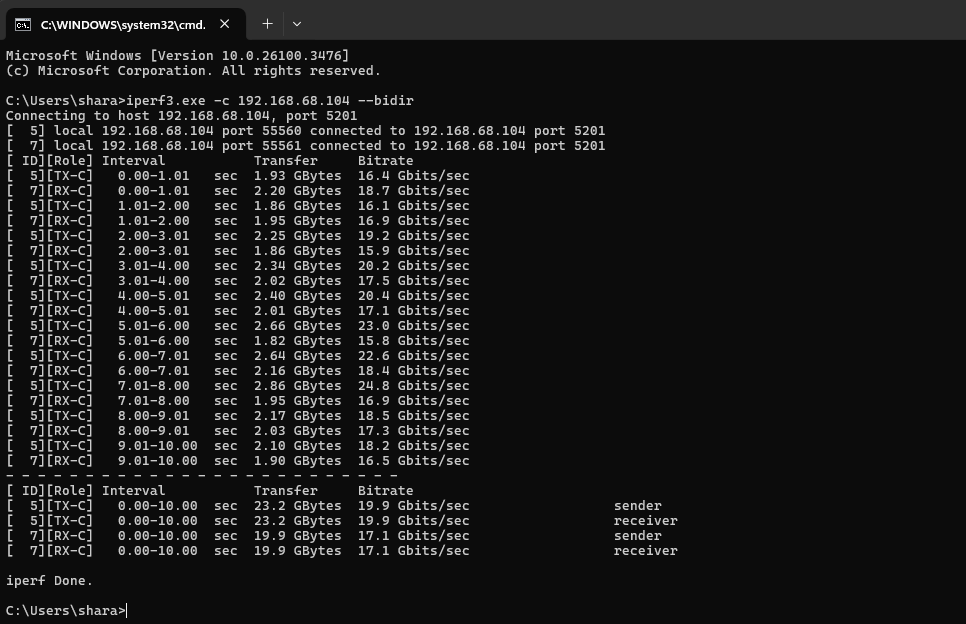 C:\WINDOWS\system32\cmd.
Microsoft Windows [Version 10.0.26100.3476]
(c) Microsoft Corporation. All rights reserved.
C:\Users\shara>iperf3.exe -c 192.168.68.104 --bidir
Connecting to host 192.168.68.104, port 5201
[  5] local 192.168.68.104 port 55560 connected to 192.168.68.104 port 5201
[  7] local 192.168.68.104 port 55561 connected to 192.168.68.104 port 5201
[ ID][Role] Interval           Transfer     Bitrate
[  5][TX-C]   0.00-1.01   sec  1.93 GBytes  16.4 Gbits/sec
[  7][RX-C]   0.00-1.01   sec  2.20 GBytes  18.7 Gbits/sec
[  5][TX-C]   1.01-2.00   sec  1.86 GBytes  16.1 Gbits/sec
[  7][RX-C]   1.01-2.00   sec  1.95 GBytes  16.9 Gbits/sec
[  5][TX-C]   2.00-3.01   sec  2.25 GBytes  19.2 Gbits/sec
[  7][RX-C]   2.00-3.01   sec  1.86 GBytes  15.9 Gbits/sec
[  5][TX-C]   3.01-4.00   sec  2.34 GBytes  20.2 Gbits/sec
[  7][RX-C]   3.01-4.00   sec  2.02 GBytes  17.5 Gbits/sec
[  5][TX-C]   4.00-5.01   sec  2.40 GBytes  20.4 Gbits/sec
[  7][RX-C]   4.00-5.01   sec  2.01 GBytes  17.1 Gbits/sec
[  5][TX-C]   5.01-6.00   sec  2.66 GBytes  23.0 Gbits/sec
[  7][RX-C]   5.01-6.00   sec  1.82 GBytes  15.8 Gbits/sec
[  5][TX-C]   6.00-7.01   sec  2.64 GBytes  22.6 Gbits/sec
[  7][RX-C]   6.00-7.01   sec  2.16 GBytes  18.4 Gbits/sec
[  5][TX-C]   7.01-8.00   sec  2.86 GBytes  24.8 Gbits/sec
[  7][RX-C]   7.01-8.00   sec  1.95 GBytes  16.9 Gbits/sec
[  5][TX-C]   8.00-9.01   sec  2.17 GBytes  18.5 Gbits/sec
[  7][RX-C]   8.00-9.01   sec  2.03 GBytes  17.3 Gbits/sec
[  5][TX-C]   9.01-10.00  sec  2.10 GBytes  18.2 Gbits/sec
[  7][RX-C]   9.01-10.00  sec  1.90 GBytes  16.5 Gbits/sec
- - - - - - - - - - - - - - - - - - - - - - - - -
[ ID][Role] Interval           Transfer     Bitrate
[  5][TX-C]   0.00-10.00  sec  23.2 GBytes  19.9 Gbits/sec                  sender
[  5][TX-C]   0.00-10.00  sec  23.2 GBytes  19.9 Gbits/sec                  receiver
[  7][RX-C]   0.00-10.00  sec  19.9 GBytes  17.1 Gbits/sec                  sender
[  7][RX-C]   0.00-10.00  sec  19.9 GBytes  17.1 Gbits/sec                  receiver
iperf Done.
C:\Users\shara>